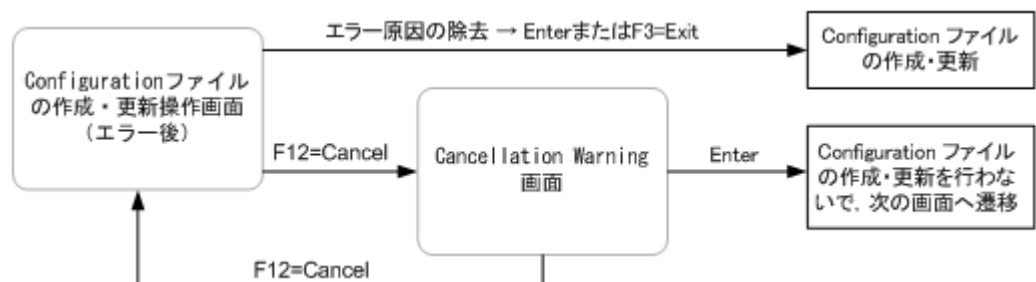 エラー原因の除去 → EnterまたはF3=Exit
Configuration ファイル
の作成・更新
Configurationファイル
の作成・更新操作画面
(エラー後)
F12=Cancel
Cancellation Warning
画面
Enter
Configuration ファイル
の作成・更新を行わな
いで，次の画面へ遷移
F12=Cancel